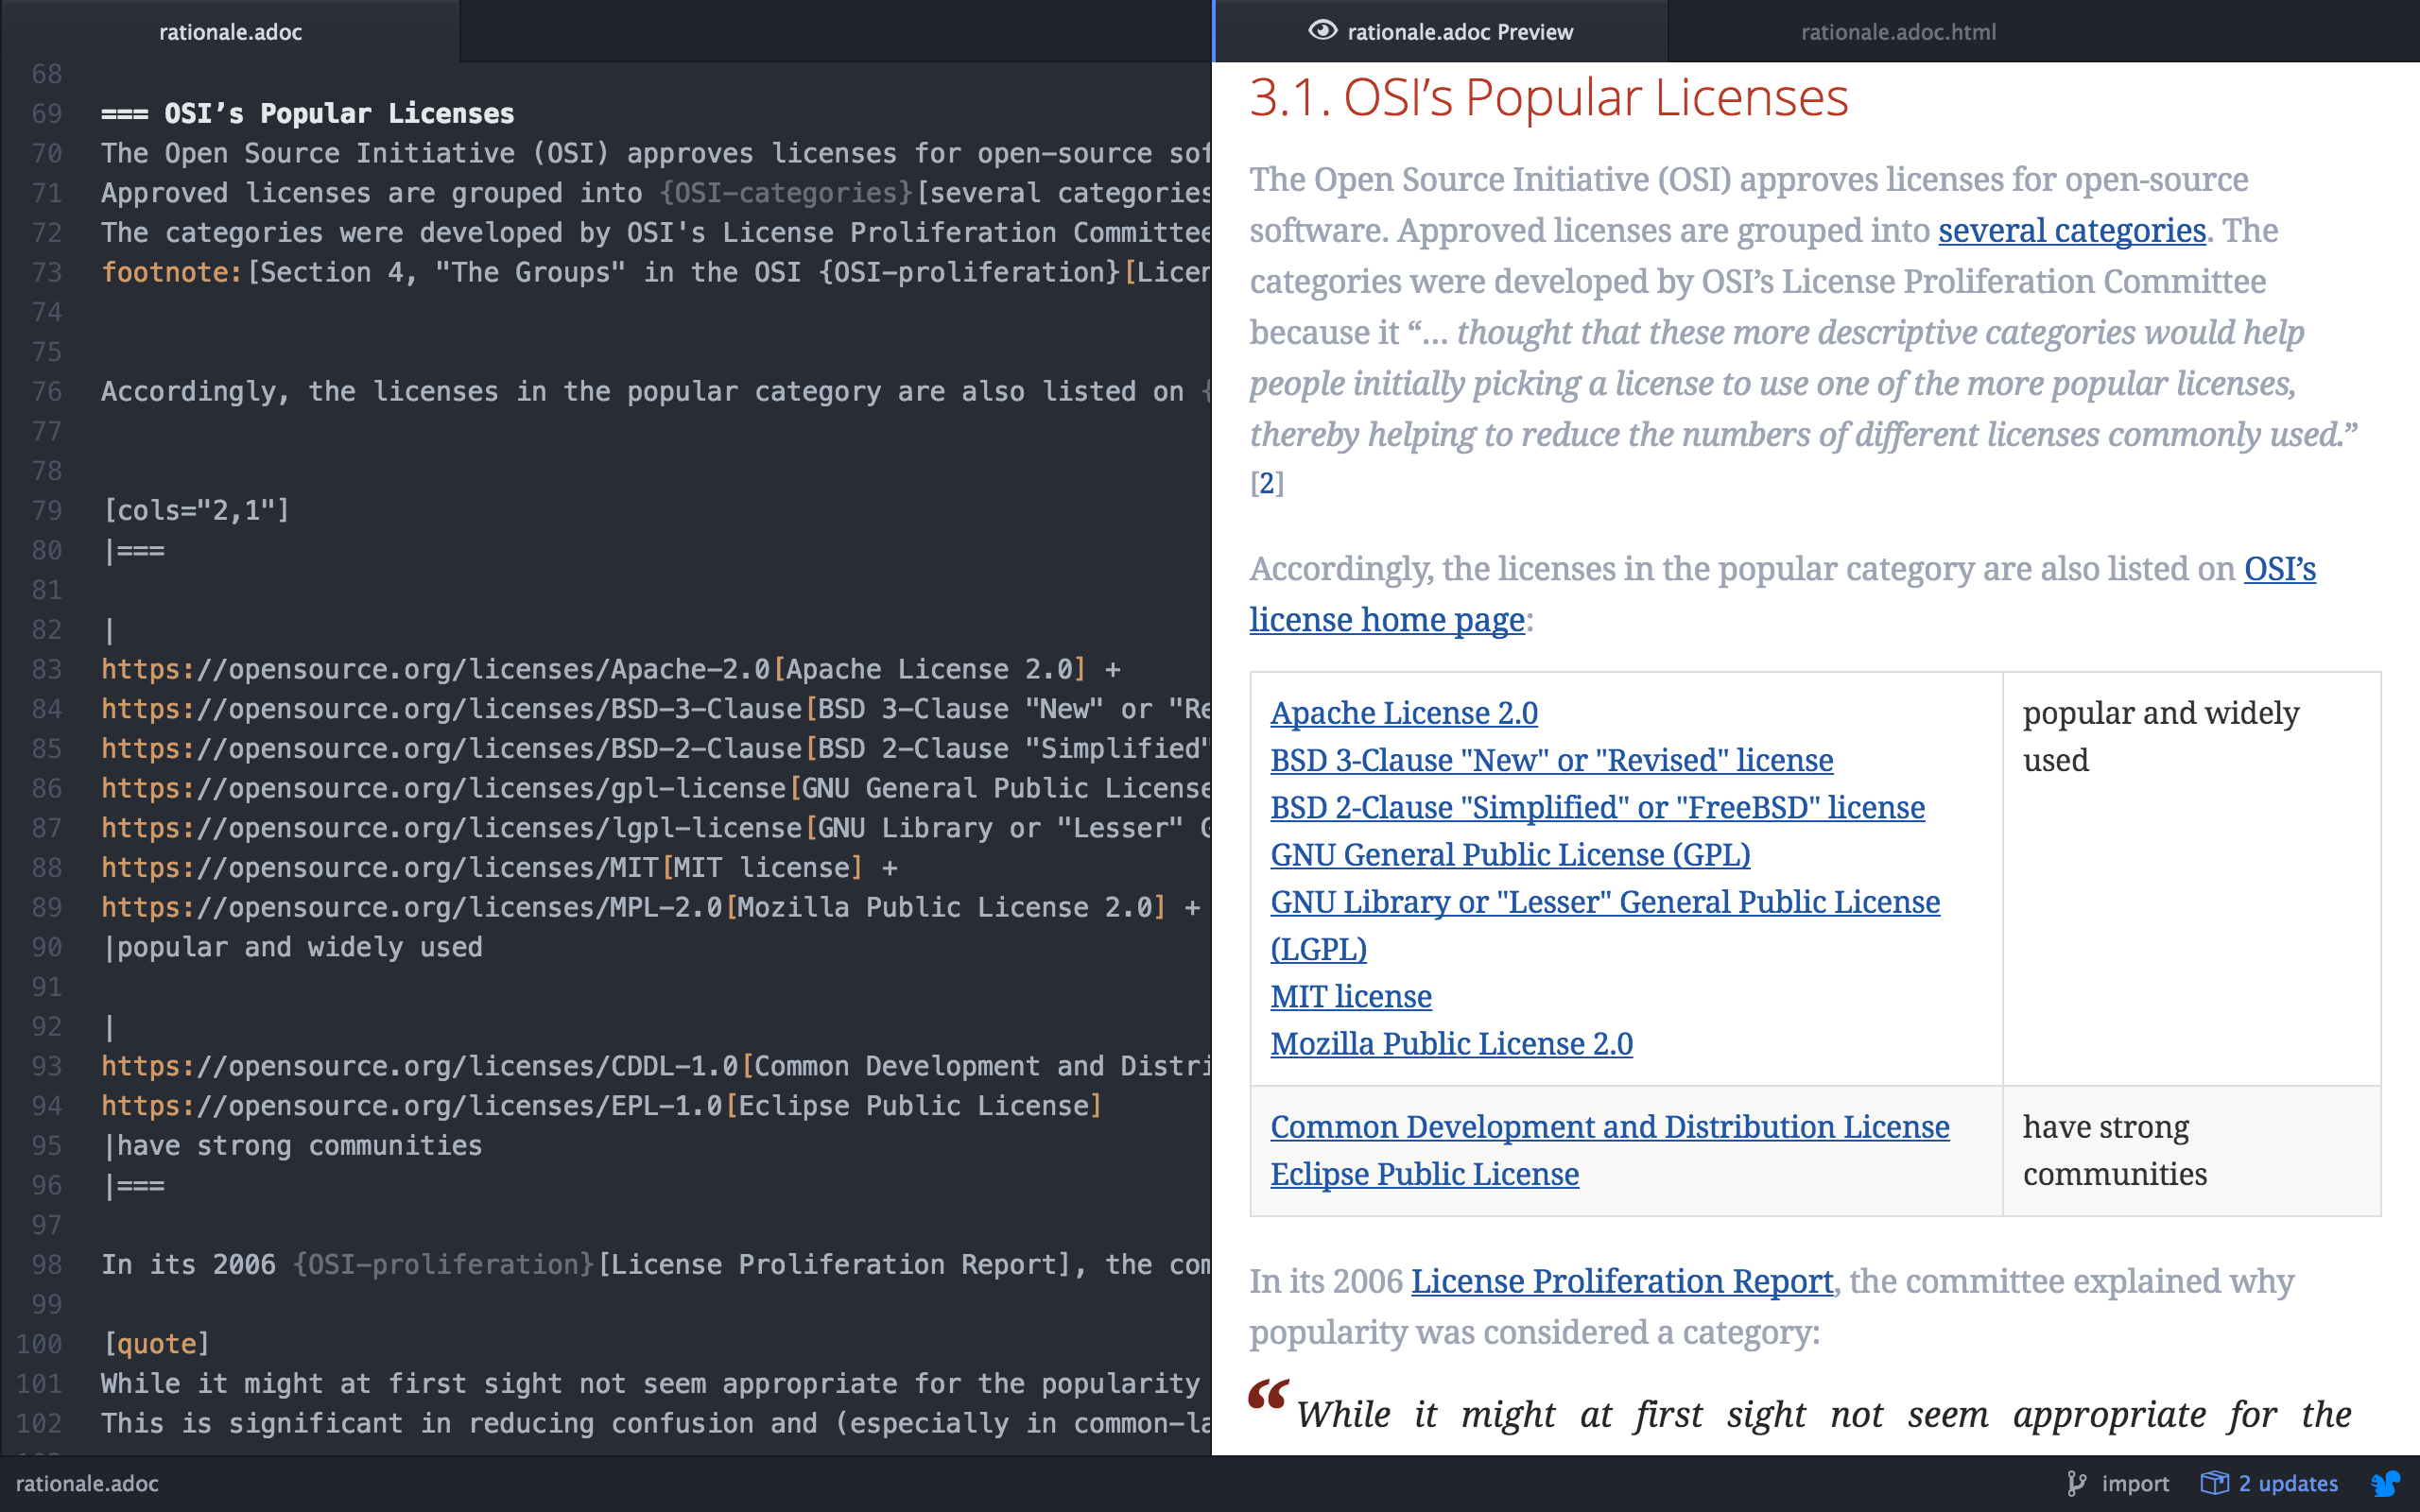 rationale.adoc
68
69 === OSI’s Popular Licenses
70 The Open Source Initiative (OSI) approves licenses for open-source
71 Approved licenses are grouped into {OSI-categories}[several categories
72 The categories were developed by OSI's License Proliferation Committee
73 footnote:[Section 4, "The Groups" in the OSI {OSI-proliferation}[
74
75
76 Accordingly, the licenses in the popular category are also listed on {
77
78
79 [cols="2,1"]
80 |===
81
82 |
83 https://opensource.org/licenses/Apache-2.0[Apache License 2.0] +
84 https://opensource.org/licenses/BSD-3-Clause[BSD 3-Clause "New" or
85 https://opensource.org/licenses/BSD-2-Clause[BSD 2-Clause "Simplified"
86 https://opensource.org/licenses/gpl-license[GNU General Public License
87 https://opensource.org/licenses/lgpl-license[GNU Library or "Lesser"
88 https://opensource.org/licenses/MIT[MIT license] +
89 https://opensource.org/licenses/MPL-2.0[Mozilla Public License 2.0] +
90 |popular and widely used
91
92 |
93 https://opensource.org/licenses/CDDL-1.0[Common Development and
94 https://opensource.org/licenses/EPL-1.0[Eclipse Public License]
95 |have strong communities
96 |===
97
98 In its 2006 {OSI-proliferation}[License Proliferation Report], the
99
100 [quote]
101 While it might at first sight not seem appropriate for the popularity
102 This is significant in reducing confusion and (especially in
rationale.adoc Preview
rationale.adoc.html
3.1. OSI’s Popular Licenses
The Open Source Initiative (OSI) approves licenses for open-source
software. Approved licenses are grouped into several categories. The
categories were developed by OSI’s License Proliferation Committee
because it “… thought that these more descriptive categories would help
people initially picking a license to use one of the more popular licenses,
thereby helping to reduce the numbers of different licenses commonly used.”
[2]
Accordingly, the licenses in the popular category are also listed on OSI’s
license home page:
Apache License 2.0
BSD 3-Clause "New" or "Revised" license
BSD 2-Clause "Simplified" or "FreeBSD" license
GNU General Public License (GPL)
GNU Library or "Lesser" General Public License
(LGPL)
MIT license
Mozilla Public License 2.0
popular and widely
used
Common Development and Distribution License
Eclipse Public License
have strong
communities
In its 2006 License Proliferation Report, the committee explained why
popularity was considered a category:
“ While it might at first sight not seem appropriate for the
rationale.adoc
import
2 updates